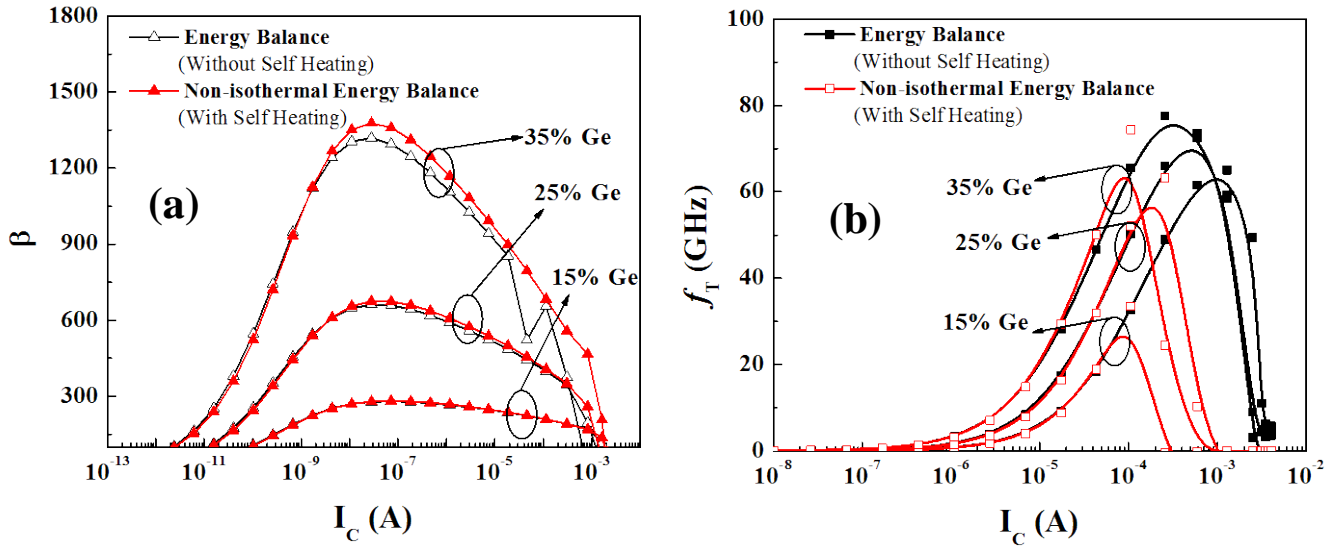 1800
1500
1200
900
600
300
β
Energy Balance
(Without Self Heating)
Non-isothermal Energy Balance
(With Self Heating)
35% Ge
25% Ge
15% Ge
(a)
10^-13
10^-11
10^-9
10^-7
10^-5
10^-3
I_C (A)
100
80
60
40
20
0
f_T (GHz)
Energy Balance
(Without Self Heating)
Non-isothermal Energy Balance
(With Self Heating)
35% Ge
25% Ge
15% Ge
(b)
10^-8
10^-6
10^-5
10^-4
10^-3
10^-2
I_C (A)